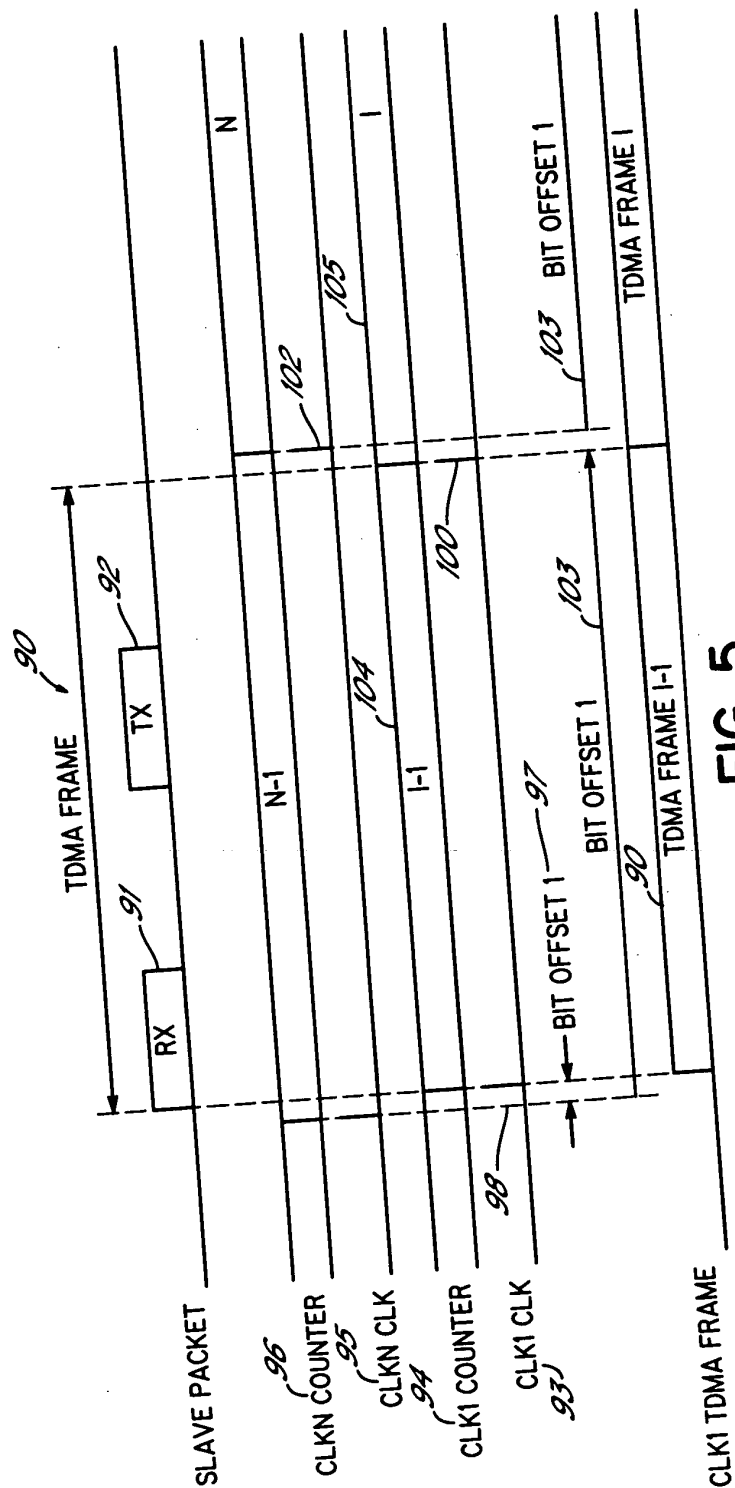 TDMA FRAME
90
RX
91
TX
92
SLAVE PACKET
96
CLKN COUNTER
N-1
N
102
95
CLKN CLK
104
105
94
CLK1 COUNTER
I-1
I
100
CLK1 CLK
93
98
BIT OFFSET 1
97
BIT OFFSET 1
103
103
BIT OFFSET 1
90
CLK1 TDMA FRAME
TDMA FRAME I-1
TDMA FRAME I
FIG. 5